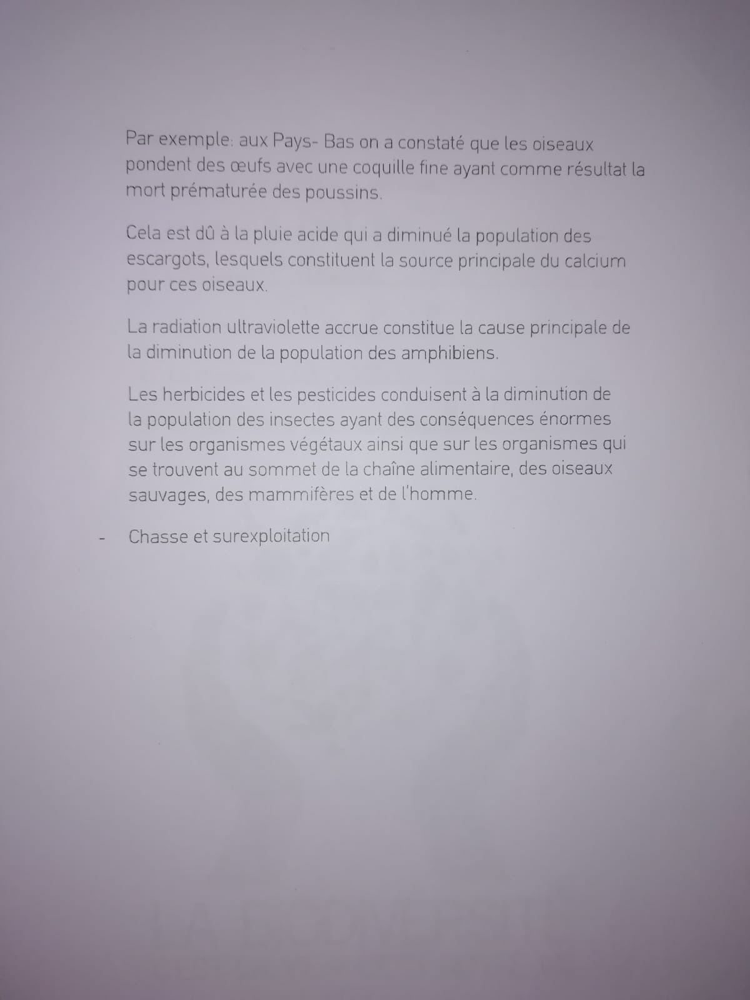 Par exemple: aux Pays- Bas on a constaté que les oiseaux
pondent des œufs avec une coquille fine ayant comme résultat la
mort prématurée des poussins.
Cela est dû à la pluie acide qui a diminué la population des
escargots, lesquels constituent la source principale du calcium
pour ces oiseaux.
La radiation ultraviolette accrue constitue la cause principale de
la diminution de la population des amphibiens.
Les herbicides et les pesticides conduisent à la diminution de
la population des insectes ayant des conséquences énormes
sur les organismes végétaux ainsi que sur les organismes qui
se trouvent au sommet de la chaîne alimentaire, des oiseaux
sauvages, des mammifères et de l'homme.
- Chasse et surexploitation